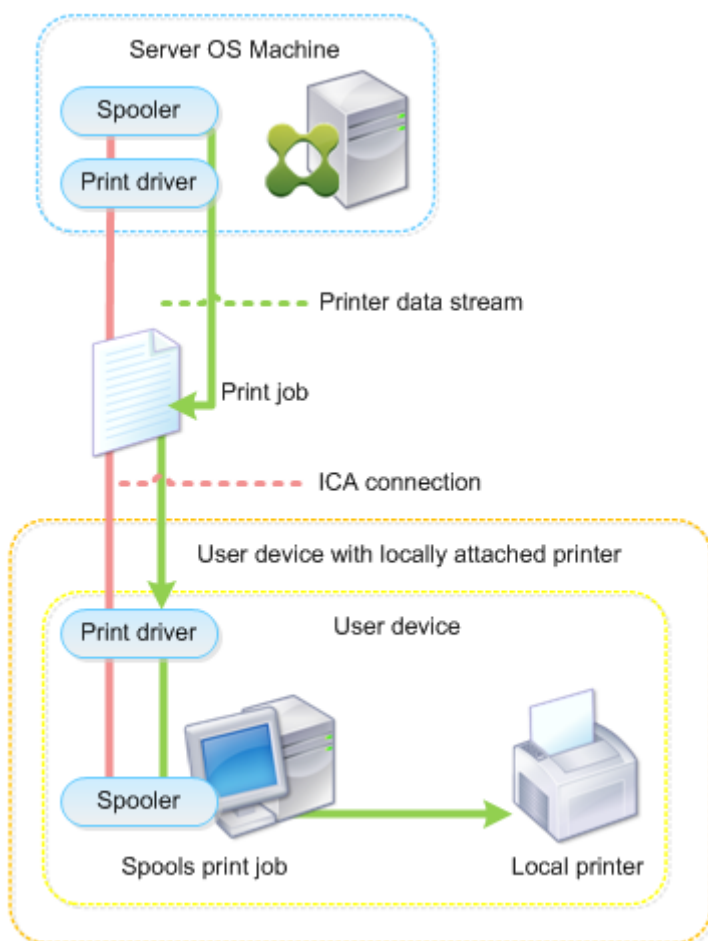 Server OS Machine
Spooler
Print driver
Printer data stream
Print job
ICA connection
User device with locally attached printer
Print driver
User device
Spooler
Spools print job
Local printer